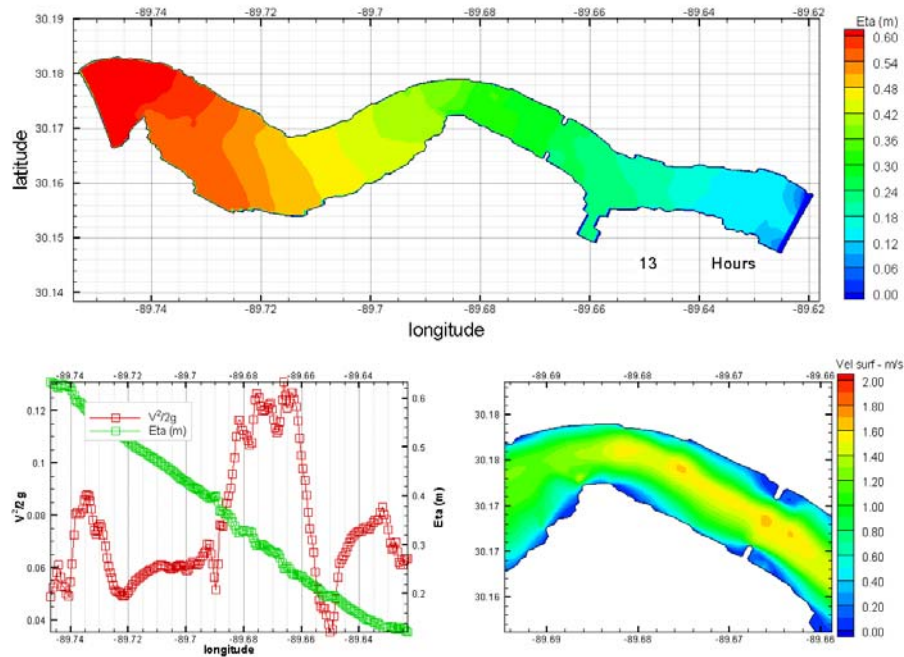 -89.74 -89.72 -89.7 -89.68 -89.66 -89.64 -89.62
Eta (m)
30.19
30.18
30.17
30.16
30.15
30.14
latitude
0.60
0.54
0.48
0.42
0.36
0.30
0.24
0.18
0.12
0.06
0.00
13 Hours
-89.74 -89.72 -89.7 -89.68 -89.66 -89.64 -89.62
longitude
-89.74 -89.72 -89.7 -89.68 -89.66 -89.64
V²/2g
Eta (m)
0.12
0.1
0.08
0.06
0.04
V²/2g
0.6
0.5
0.4
0.3
0.2
Eta (m)
-89.74 -89.72 -89.7 -89.68 -89.66 -89.64
longitude
-89.69 -89.68 -89.67 -89.66
Vel surf - m/s
30.18
30.18
30.17
30.17
30.16
2.00
1.80
1.60
1.40
1.20
1.00
0.80
0.60
0.40
0.20
0.00
-89.69 -89.68 -89.67 -89.66